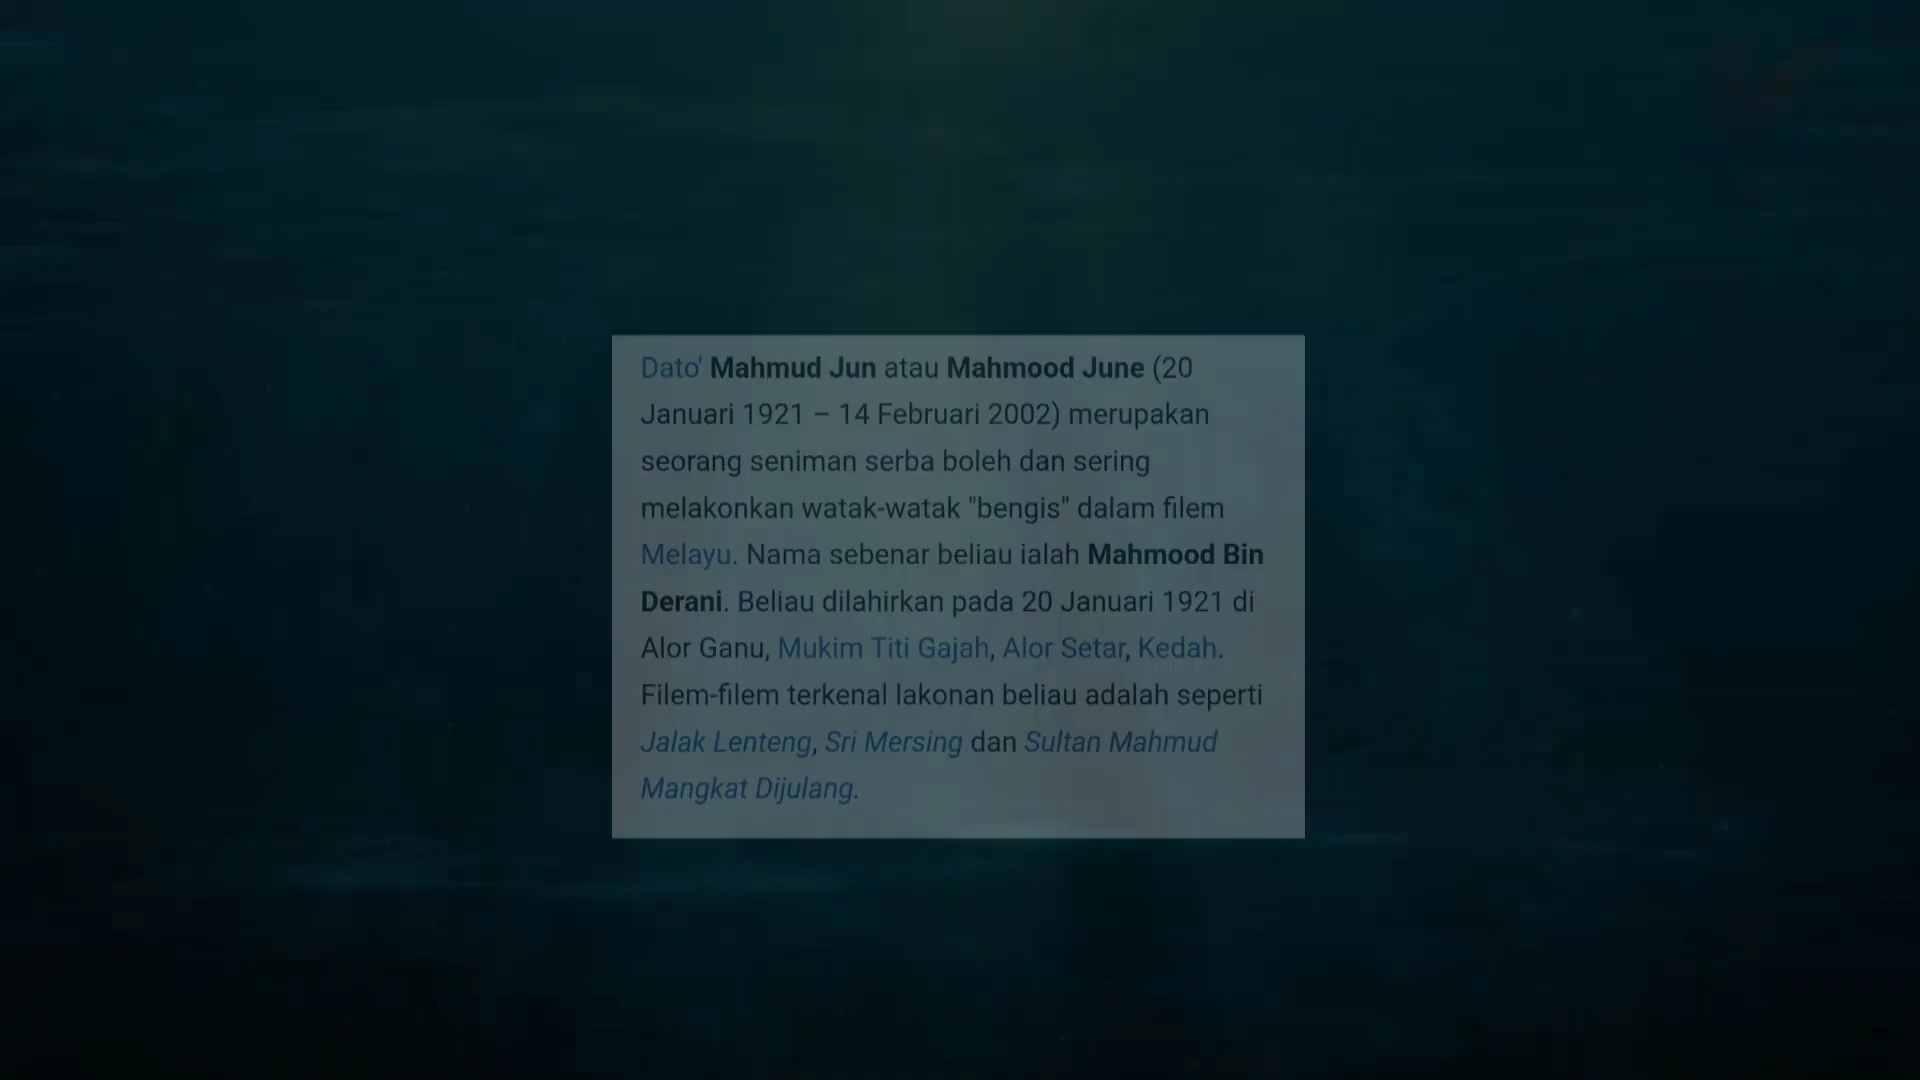 Dato' Mahmud Jun atau Mahmood June (20
Januari 1921 – 14 Februari 2002) merupakan
seorang seniman serba boleh dan sering
melakonkan watak-watak "bengis" dalam filem
Melayu. Nama sebenar beliau ialah Mahmood Bin
Derani. Beliau dilahirkan pada 20 Januari 1921 di
Alor Ganu, Mukim Titi Gajah, Alor Setar, Kedah.
Filem-filem terkenal lakonan beliau adalah seperti
Jalak Lenteng, Sri Mersing dan Sultan Mahmud
Mangkat Dijulang.